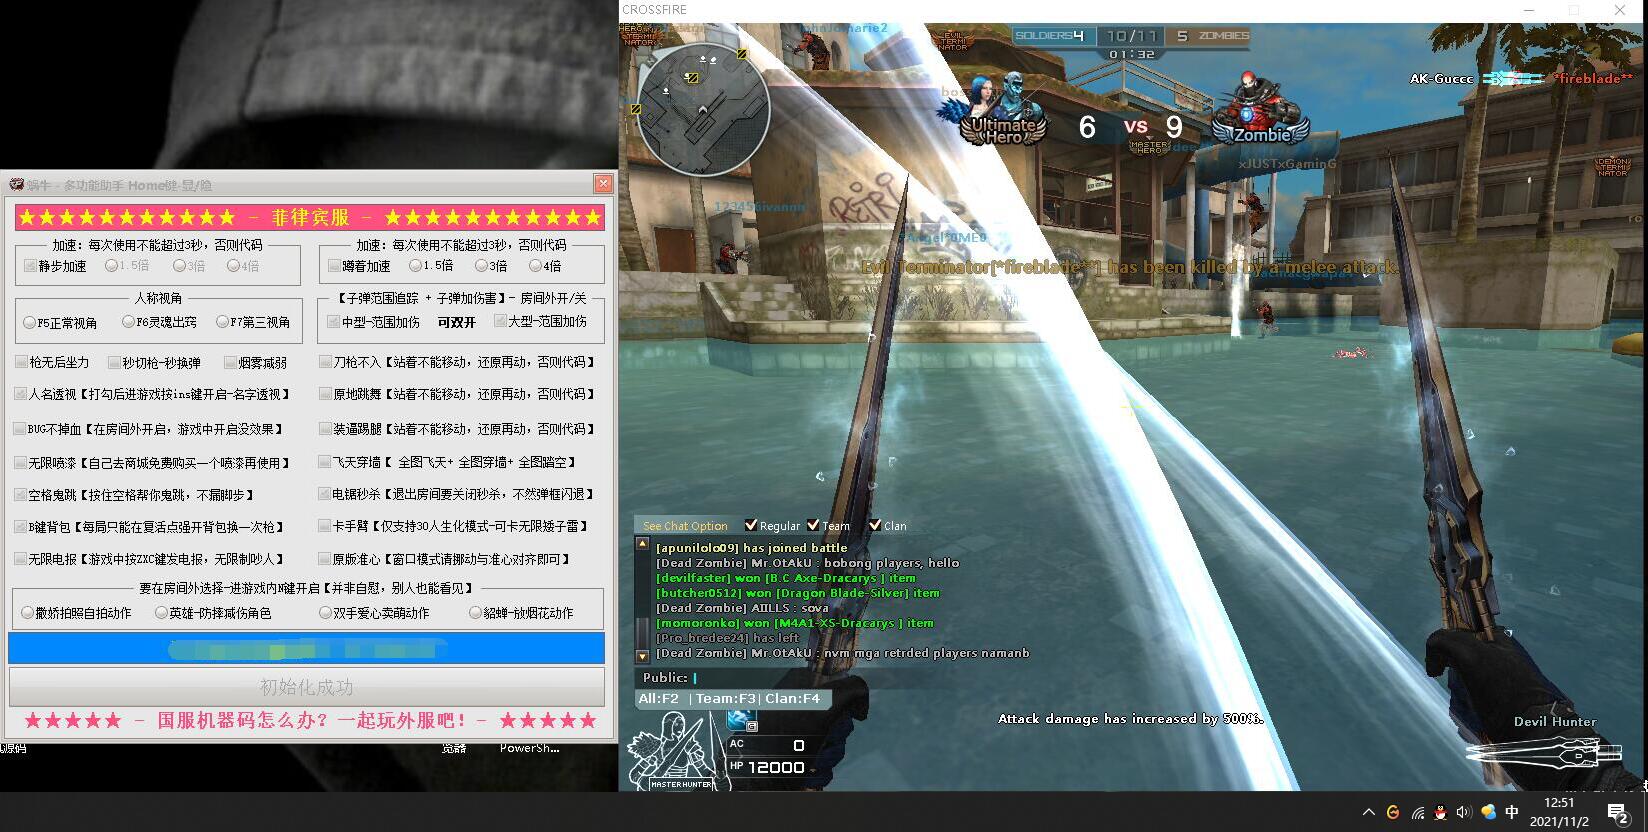 CROSSFIRE
蜗牛 - 多功能助手 Home键-显/隐
★★★★★★★★★★★ - 菲律宾服 - ★★★★★★★★★★★
加速: 每次使用不能超过3秒, 否则代码
静步加速 1.5倍 3倍 4倍
加速: 每次使用不能超过3秒, 否则代码
蹲着加速 1.5倍 3倍 4倍
人称视角
F5正常视角 F6灵魂出窍 F7第三视角
【子弹范围追踪 + 子弹加伤害】- 房间外开/关
中型-范围加伤 可双开 大型-范围加伤
枪无后坐力 秒切枪-秒换弹 烟雾减弱
刀枪不入【站着不能移动, 还原再动, 否则代码】
人名透视【打勾后进游戏按ins键开启-名字透视】
原地跳舞【站着不能移动, 还原再动, 否则代码】
BUG不掉血【在房间外开启, 游戏中开启没效果】
装逼踢腿【站着不能移动, 还原再动, 否则代码】
无限喷漆【自己去商城免费购买一个喷漆再使用】
飞天穿墙【 全图飞天+ 全图穿墙+ 全图踏空】
空格鬼跳【按住空格帮你鬼跳, 不漏脚步】
电锯秒杀【退出房间要关闭秒杀, 不然弹框闪退】
B键背包【每局只能在复活点强开背包换一次枪】
卡手臂【仅支持30人生化模式-可卡无限矮子雷】
无限电报【游戏中按ZXC键发电报, 无限制吵人】
原版准心【窗口模式请挪动与准心对齐即可】
要在房间外选择-进游戏内N键开启【并非自慰, 别人也能看见】
撒娇拍照自拍动作 英雄-防摔减伤角色 双手爱心卖萌动作 貂蝉-放烟花动作
初始化成功
★★★★★ - 国服机器码怎么办? 一起玩外服吧! - ★★★★★
源码 览器 PowerSh...
SOLDIERS 4 10/11 5 ZOMBIES
01:32
EVIL TERMINATOR
AK-Guccc *fireblade**
Ultimate Hero 6 VS 9 Zombie
MASTER HERO
xJUSTxGaminG
DEMON TERMINATOR
RETRI
123456ivannn
*Angel*OME0
Evil Terminator[*fireblade**] has been killed by a melee attack.
See Chat Option Regular Team Clan
[apunilolo09] has joined battle
[Dead Zombie] Mr.OtAkU : bobong players, hello
[devilfaster] won [B.C Axe-Dracarys ] item
[butcher0512] won [Dragon Blade-Silver] item
[Dead Zombie] AIILLS : sova
[momoronko] won [M4A1-XS-Dracarys ] item
[Pro_bredee24] has left
[Dead Zombie] Mr.OtAkU : nvm mga retrded players namanb
Public:
All:F2 | Team:F3| Clan:F4
Attack damage has increased by 500%.
Devil Hunter
G
AC 0
HP 12000
MASTER HUNTER
中
12:51
2021/11/2
2